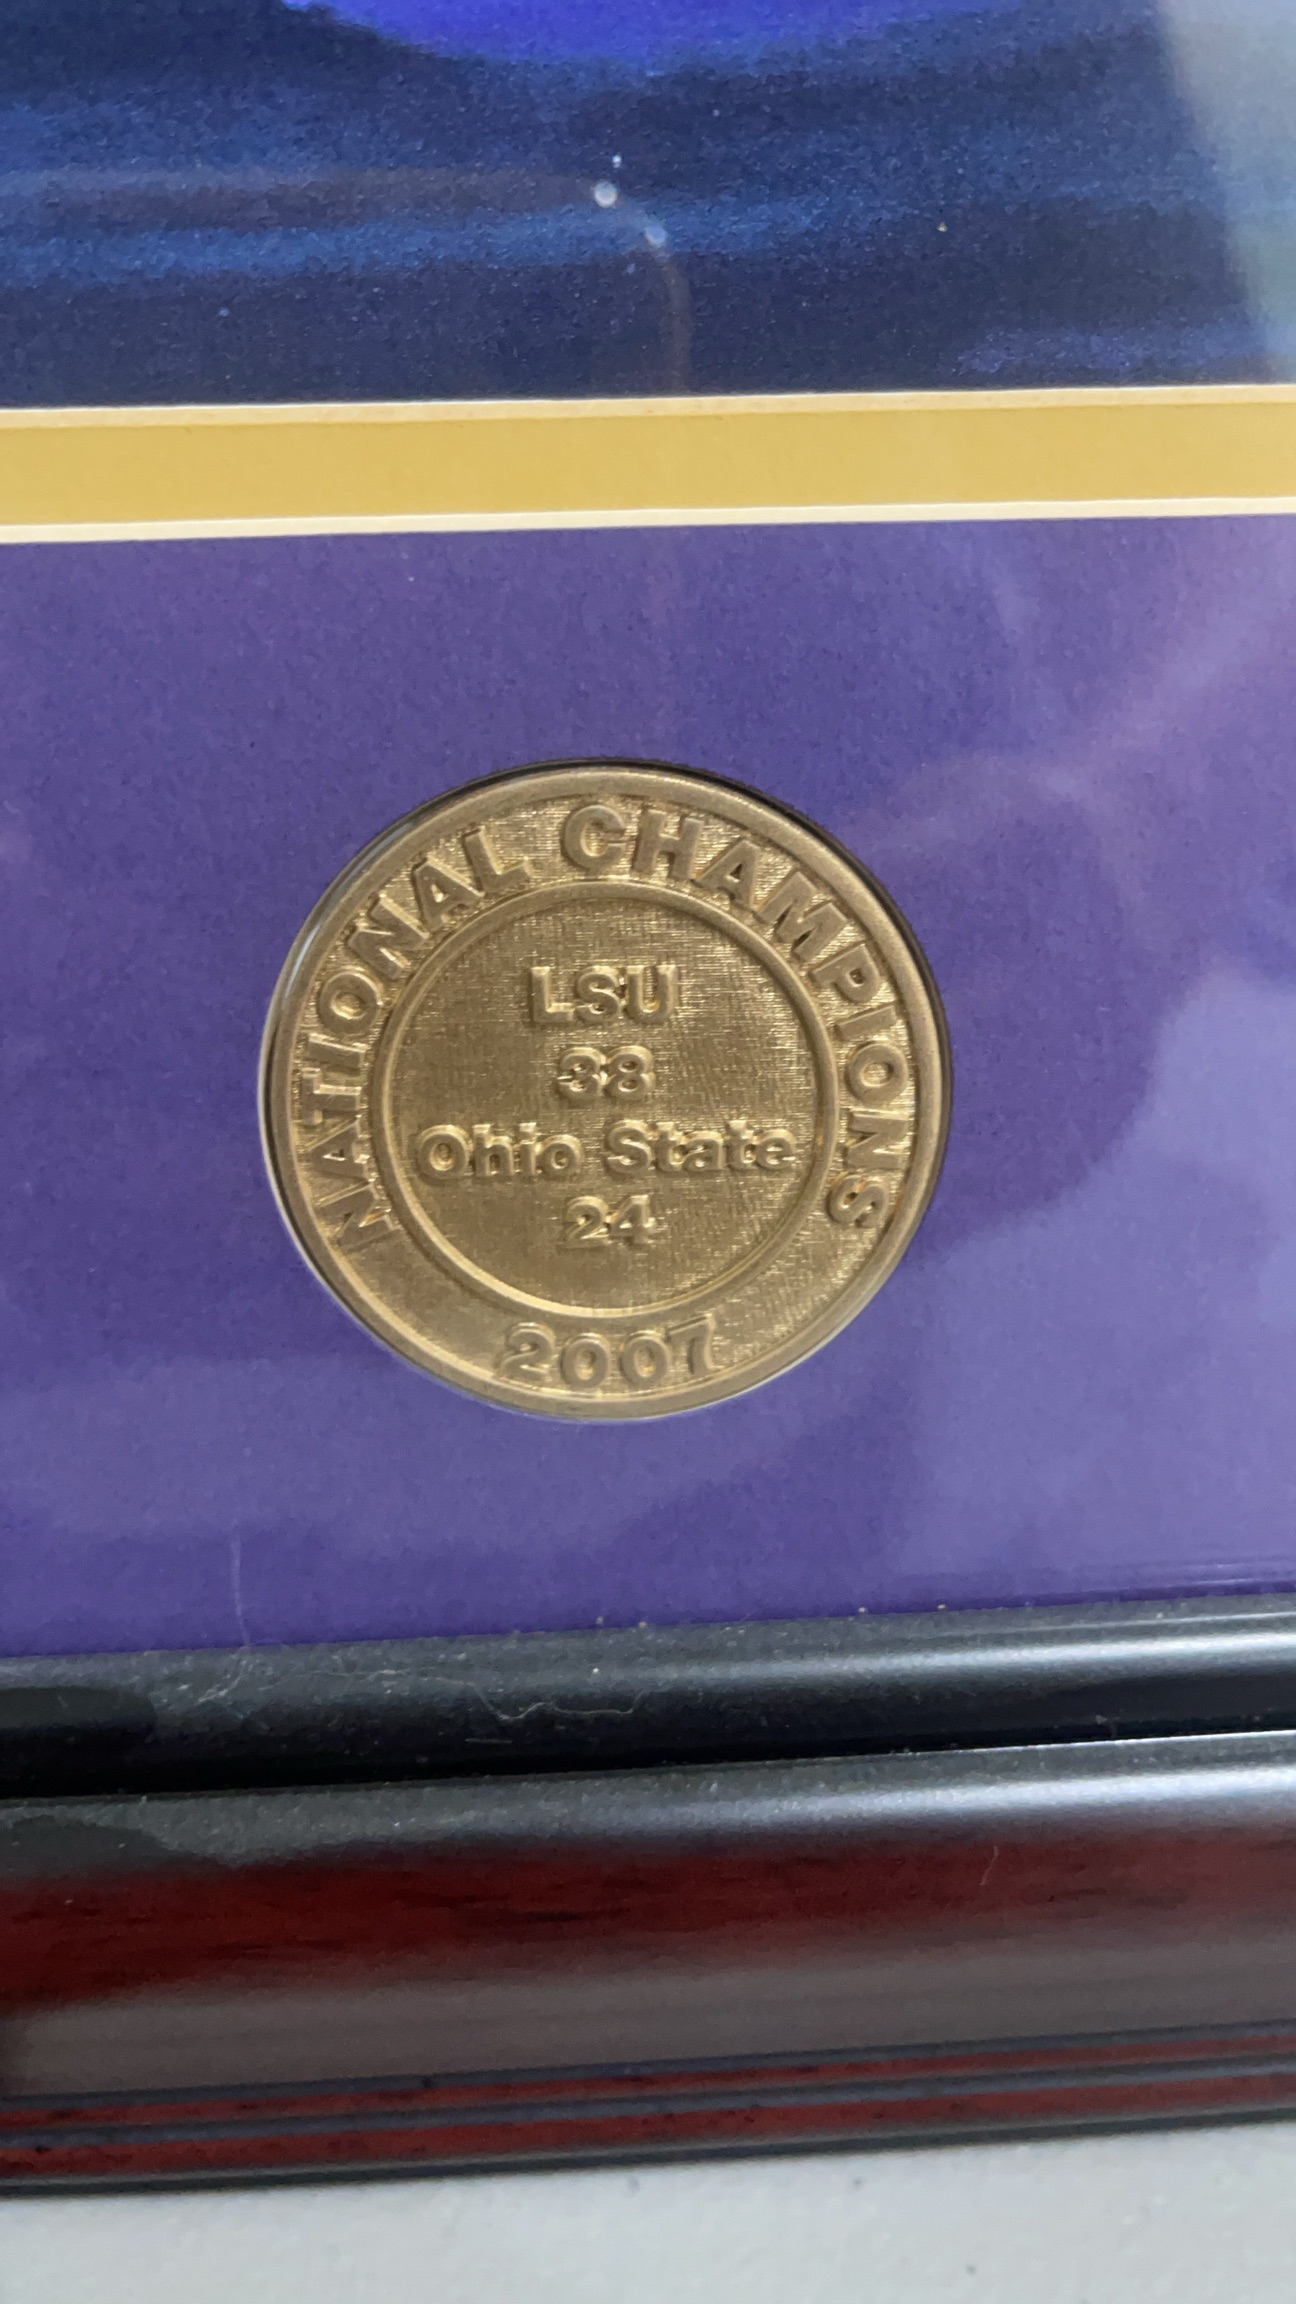 NATIONAL CHAMPIONS
LSU
38
Ohio State
24
2007